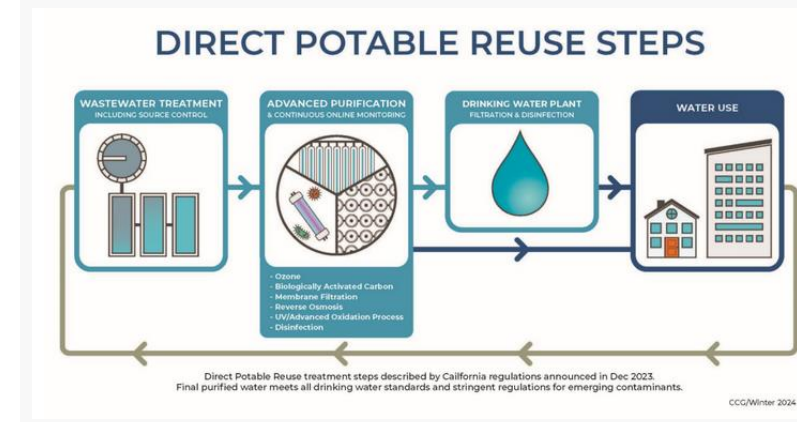 DIRECT POTABLE REUSE STEPS
WASTEWATER TREATMENT
INCLUDING SOURCE CONTROL
ADVANCED PURIFICATION
& CONTINUOUS ONLINE MONITORING
DRINKING WATER PLANT
FILTRATION & DISINFECTION
WATER USE
- Ozone
- Biologically Activated Carbon
- Membrane Filtration
- Reverse Osmosis
- UV/Advanced Oxidation Process
- Disinfection
Direct Potable Reuse treatment steps described by Cailfornia regulations announced in Dec 2023.
Final purified water meets all drinking water standards and stringent regulations for emerging contaminants.
CCG/Winter 2024